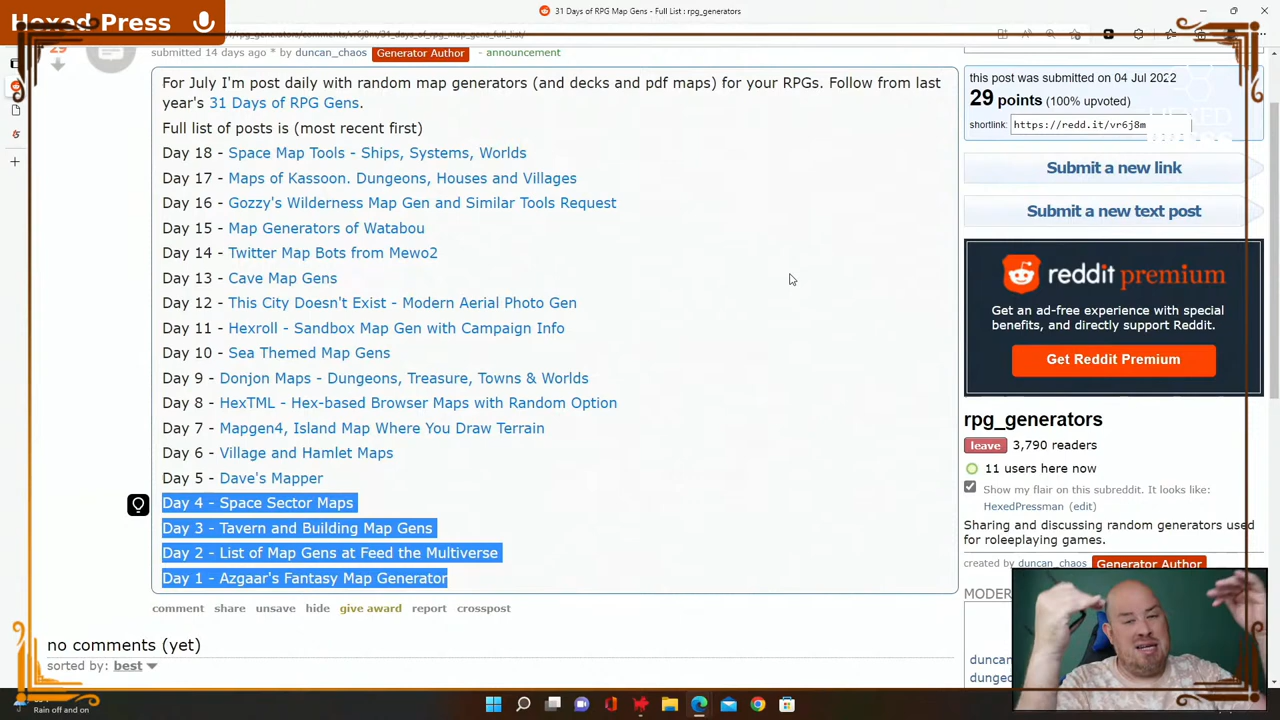 Hexed Press
31 Days of RPG Map Gens - Full List : rpg_generators
rpg_generators/comments/vr6j8m/31_days_of_rpg_map_gens_full_list/
29
submitted 14 days ago * by duncan_chaos Generator Author - announcement
For July I'm post daily with random map generators (and decks and pdf maps) for your RPGs. Follow from last
year's 31 Days of RPG Gens.
Full list of posts is (most recent first)
Day 18 - Space Map Tools - Ships, Systems, Worlds
Day 17 - Maps of Kassoon. Dungeons, Houses and Villages
Day 16 - Gozzy's Wilderness Map Gen and Similar Tools Request
Day 15 - Map Generators of Watabou
Day 14 - Twitter Map Bots from Mewo2
Day 13 - Cave Map Gens
Day 12 - This City Doesn't Exist - Modern Aerial Photo Gen
Day 11 - Hexroll - Sandbox Map Gen with Campaign Info
Day 10 - Sea Themed Map Gens
Day 9 - Donjon Maps - Dungeons, Treasure, Towns & Worlds
Day 8 - HexTML - Hex-based Browser Maps with Random Option
Day 7 - Mapgen4, Island Map Where You Draw Terrain
Day 6 - Village and Hamlet Maps
Day 5 - Dave's Mapper
Day 4 - Space Sector Maps
Day 3 - Tavern and Building Map Gens
Day 2 - List of Map Gens at Feed the Multiverse
Day 1 - Azgaar's Fantasy Map Generator
comment share unsave hide give award report crosspost
no comments (yet)
sorted by: best
this post was submitted on 04 Jul 2022
29 points (100% upvoted)
shortlink: https://redd.it/vr6j8m
HEXED
PRESS
Submit a new link
Submit a new text post
reddit premium
Get an ad-free experience with special
benefits, and directly support Reddit.
Get Reddit Premium
rpg_generators
leave 3,790 readers
11 users here now
Show my flair on this subreddit. It looks like:
HexedPressman (edit)
Sharing and discussing random generators used
for roleplaying games.
created by duncan_chaos Generator Author
MODER
duncan
dunge
Rain off and on